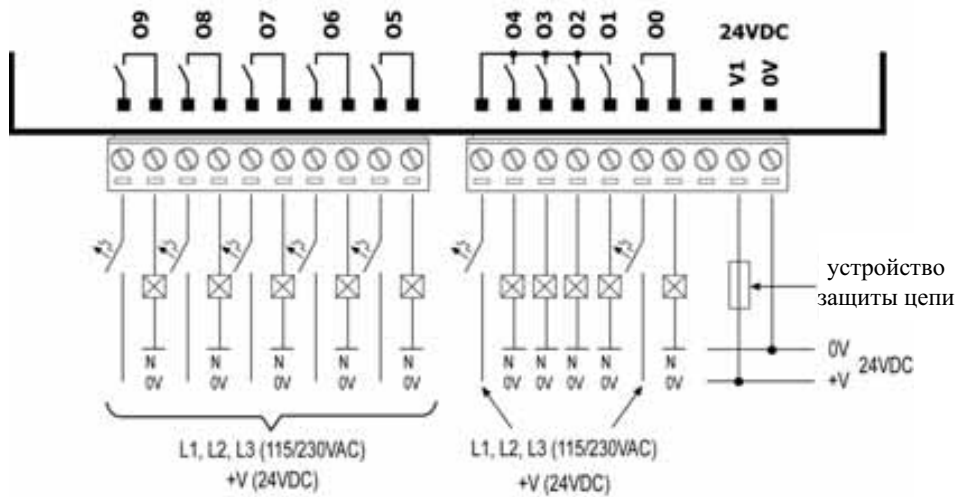 O9 O8 O7 O6 O5 O4 O3 O2 O1 O0 24VDC
V1 0V
устройство
защиты цепи
N N N N N N N N N N
0V 0V 0V 0V 0V 0V 0V 0V 0V 0V
0V
24VDC
+V
L1, L2, L3 (115/230VAC)
+V (24VDC)
L1, L2, L3 (115/230VAC)
+V (24VDC)